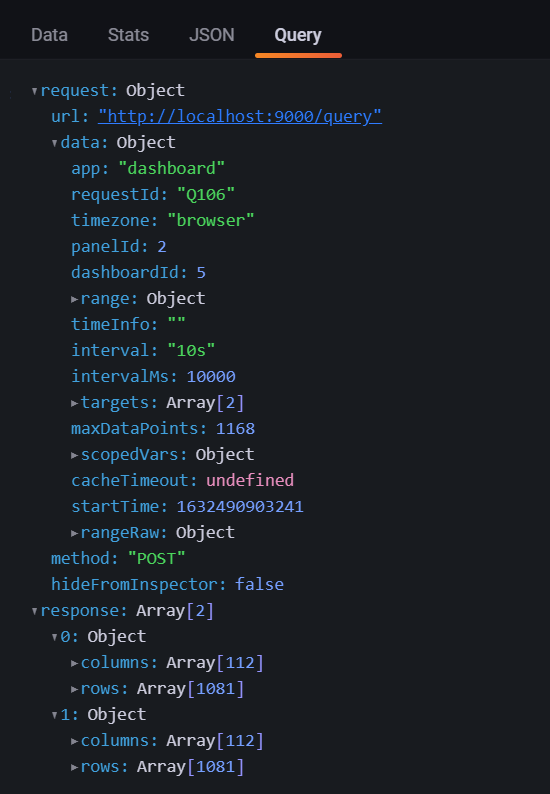 Data Stats JSON Query
▾request: Object
url: "http://localhost:9000/query"
▾data: Object
app: "dashboard"
requestId: "Q106"
timezone: "browser"
panelId: 2
dashboardId: 5
▸range: Object
timeInfo: ""
interval: "10s"
intervalMs: 10000
▸targets: Array[2]
maxDataPoints: 1168
▸scopedVars: Object
cacheTimeout: undefined
startTime: 1632490903241
▸rangeRaw: Object
method: "POST"
hideFromInspector: false
▾response: Array[2]
▾0: Object
▸columns: Array[112]
▸rows: Array[1081]
▾1: Object
▸columns: Array[112]
▸rows: Array[1081]